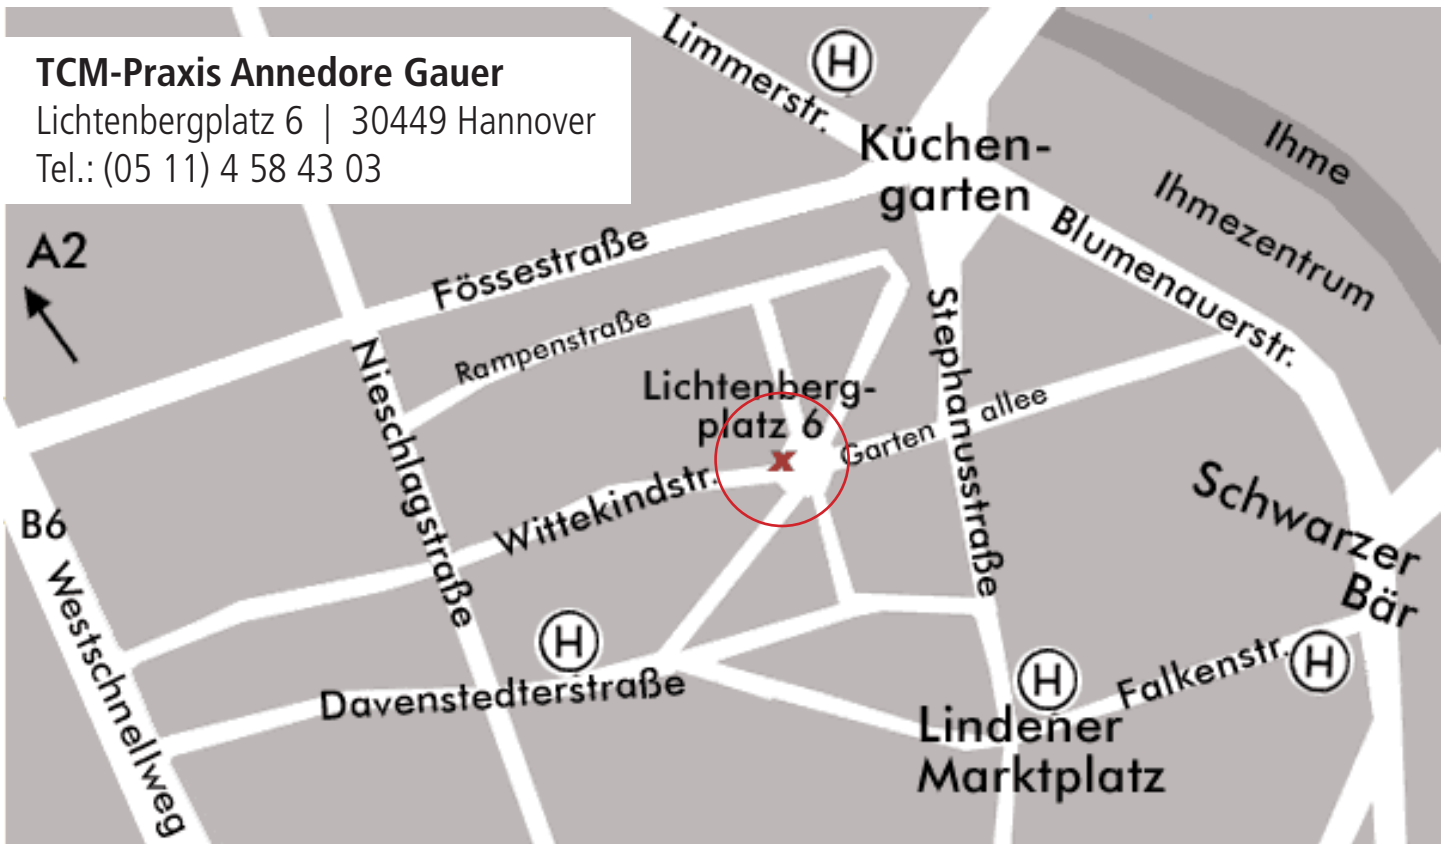 TCM-Praxis Annedore Gauer
Lichtenbergplatz 6 | 30449 Hannover
Tel.: (05 11) 4 58 43 03
Limmerstr.
H
Küchen-
garten
Ihme
Ihmezentrum
Blumenauerstr.
A2
Fössestraße
Rampenstraße
Nieschlagstraße
Stephanusstraße
Lichtenberg-
platz 6
x
Garten allee
Wittekindstr.
Schwarzer
Bär
B6
Westschnellweg
H
Davenstedterstraße
H
Falkenstr.
H
Lindener
Marktplatz